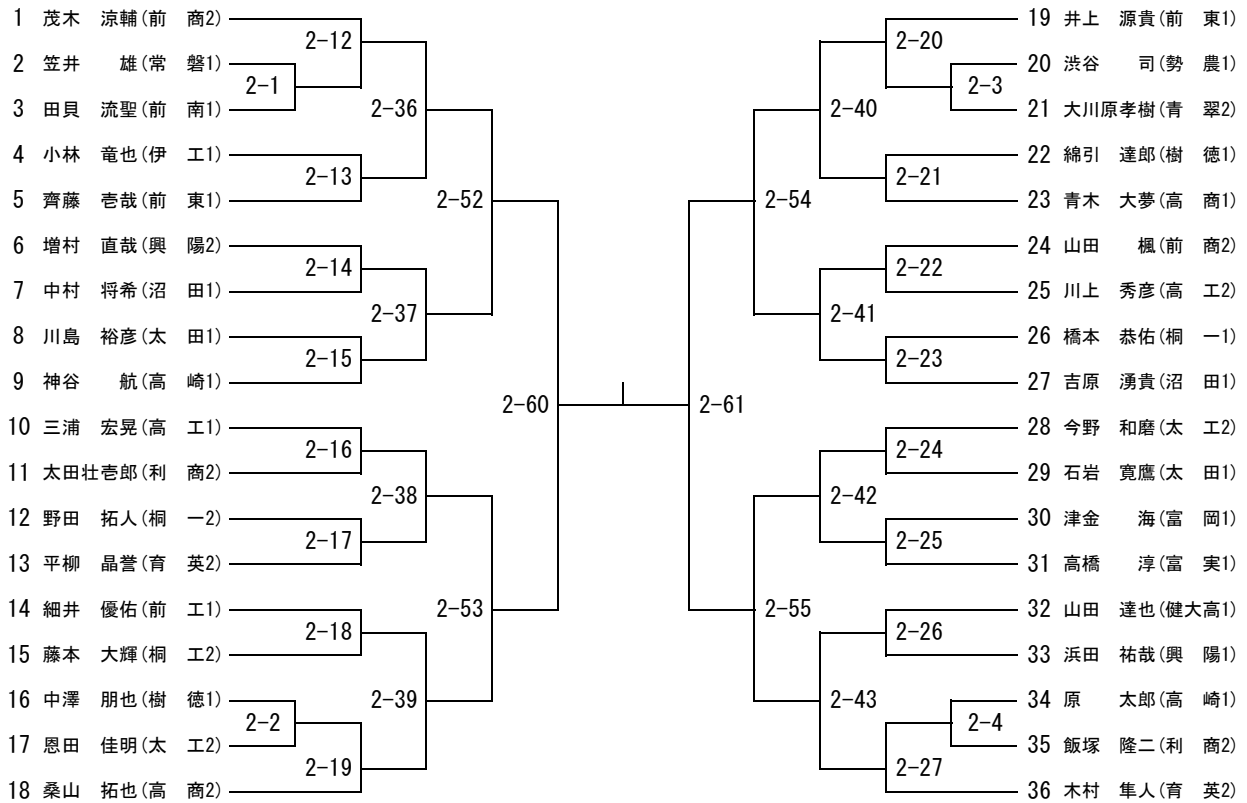 1 茂木 涼輔(前 商2)
2-12
2 笠井 雄(常 磐1)
2-1
3 田貝 流聖(前 南1)
2-36
4 小林 竜也(伊 工1)
2-13
5 齊藤 壱哉(前 東1)
2-52
6 増村 直哉(興 陽2)
2-14
7 中村 将希(沼 田1)
2-37
8 川島 裕彦(太 田1)
2-15
9 神谷 航(高 崎1)
2-60
10 三浦 宏晃(高 工1)
2-16
11 太田壮壱郎(利 商2)
2-38
12 野田 拓人(桐 一2)
2-17
13 平柳 晶誉(育 英2)
2-53
14 細井 優佑(前 工1)
2-18
15 藤本 大輝(桐 工2)
2-39
16 中澤 朋也(樹 徳1)
2-2
17 恩田 佳明(太 工2)
2-19
18 桑山 拓也(高 商2)
19 井上 源貴(前 東1)
2-20
20 渋谷 司(勢 農1)
2-3
21 大川原孝樹(青 翠2)
2-40
22 綿引 達郎(樹 徳1)
2-21
23 青木 大夢(高 商1)
2-54
24 山田 楓(前 商2)
2-22
25 川上 秀彦(高 工2)
2-41
26 橋本 恭佑(桐 一1)
2-23
27 吉原 湧貴(沼 田1)
2-61
28 今野 和磨(太 工2)
2-24
29 石岩 寛鷹(太 田1)
2-42
30 津金 海(富 岡1)
2-25
31 高橋 淳(富 実1)
2-55
32 山田 達也(健大高1)
2-26
33 浜田 祐哉(興 陽1)
2-43
34 原 太郎(高 崎1)
2-4
35 飯塚 隆二(利 商2)
2-27
36 木村 隼人(育 英2)